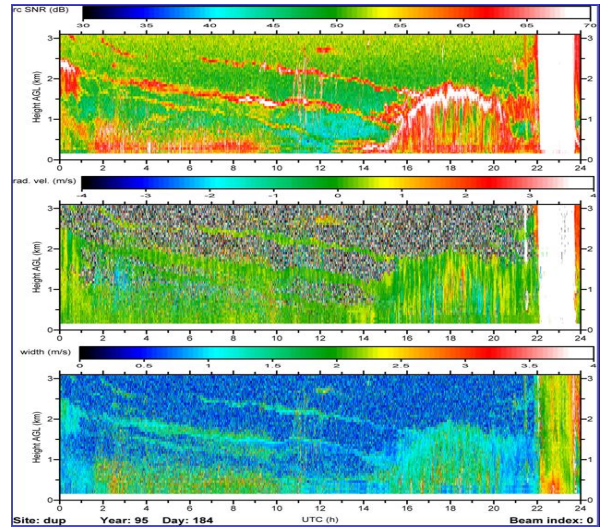 rc SNR (dB)
30 35 40 45 50 55 60 65 70
Height AGL (km)
3
2
1
0
0 2 4 6 8 10 12 14 16 18 20 22 24
rad. vel. (m/s)
-4 -3 -2 -1 0 1 2 3 4
Height AGL (km)
3
2
1
0
0 2 4 6 8 10 12 14 16 18 20 22 24
width (m/s)
0 0.5 1 1.5 2 2.5 3 3.5 4
Height AGL (km)
3
2
1
0
0 2 4 6 8 10 12 14 16 18 20 22 24
Site: dup Year: 95 Day: 184 UTC (h) Beam index: 0